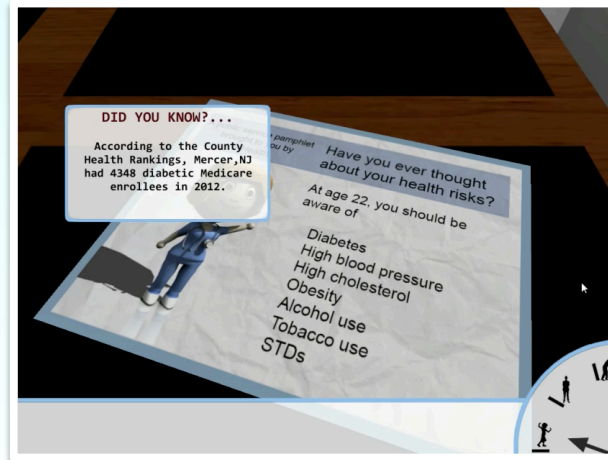 DID YOU KNOW?...
According to the County
Health Rankings, Mercer,NJ
had 4348 diabetic Medicare
enrollees in 2012.
pamphlet
you by
Have you ever thought
about your health risks?
At age 22, you should be
aware of
Diabetes
High blood pressure
High cholesterol
Obesity
Alcohol use
Tobacco use
STDs